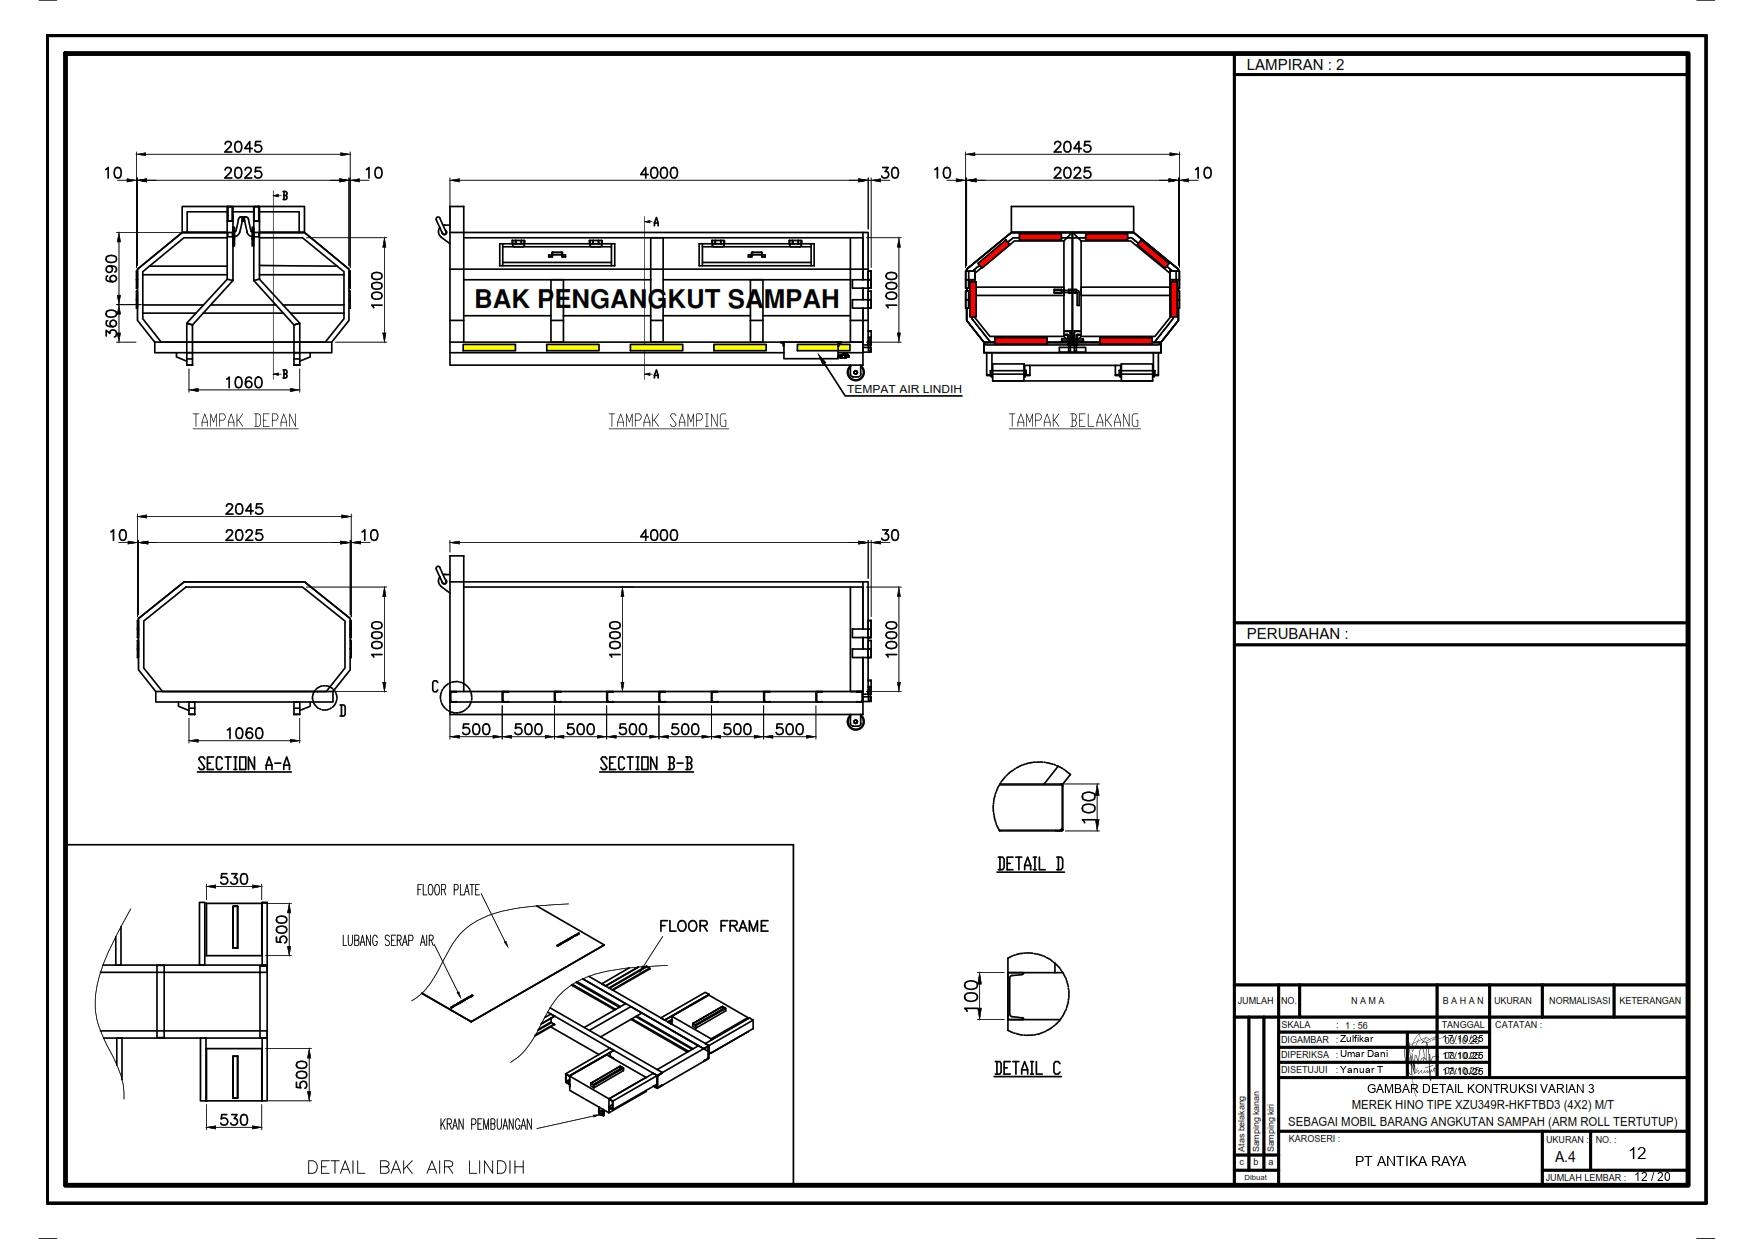 LAMPIRAN : 2
2045
10 2025 10
B
690
360
1000
B
1060
TAMPAK DEPAN
4000 30
A
1000
BAK PENGANGKUT SAMPAH
A
TEMPAT AIR LINDIH
TAMPAK SAMPING
2045
10 2025 10
TAMPAK BELAKANG
2045
10 2025 10
1000
D
1060
SECTION A-A
4000 30
1000
1000
C
500 500 500 500 500 500 500
SECTION B-B
100
DETAIL D
100
DETAIL C
530
500
500
530
FLOOR PLATE
LUBANG SERAP AIR
FLOOR FRAME
KRAN PEMBUANGAN
DETAIL BAK AIR LINDIH
PERUBAHAN :
JUMLAH NO. N A M A B A H A N UKURAN NORMALISASI KETERANGAN
SKALA : 1 : 56 TANGGAL CATATAN :
DIGAMBAR : Zulfikar 17/10/25
DIPERIKSA : Umar Dani 17/10/25
DISETUJUI : Yanuar T 17/10/25
GAMBAR DETAIL KONTRUKSI VARIAN 3
MEREK HINO TIPE XZU349R-HKFTBD3 (4X2) M/T
SEBAGAI MOBIL BARANG ANGKUTAN SAMPAH (ARM ROLL TERTUTUP)
Atas belakang
Samping kanan
Samping kiri
c b a
Dibuat
KAROSERI :
PT ANTIKA RAYA
UKURAN : NO. :
A.4 12
JUMLAH LEMBAR : 12 / 20